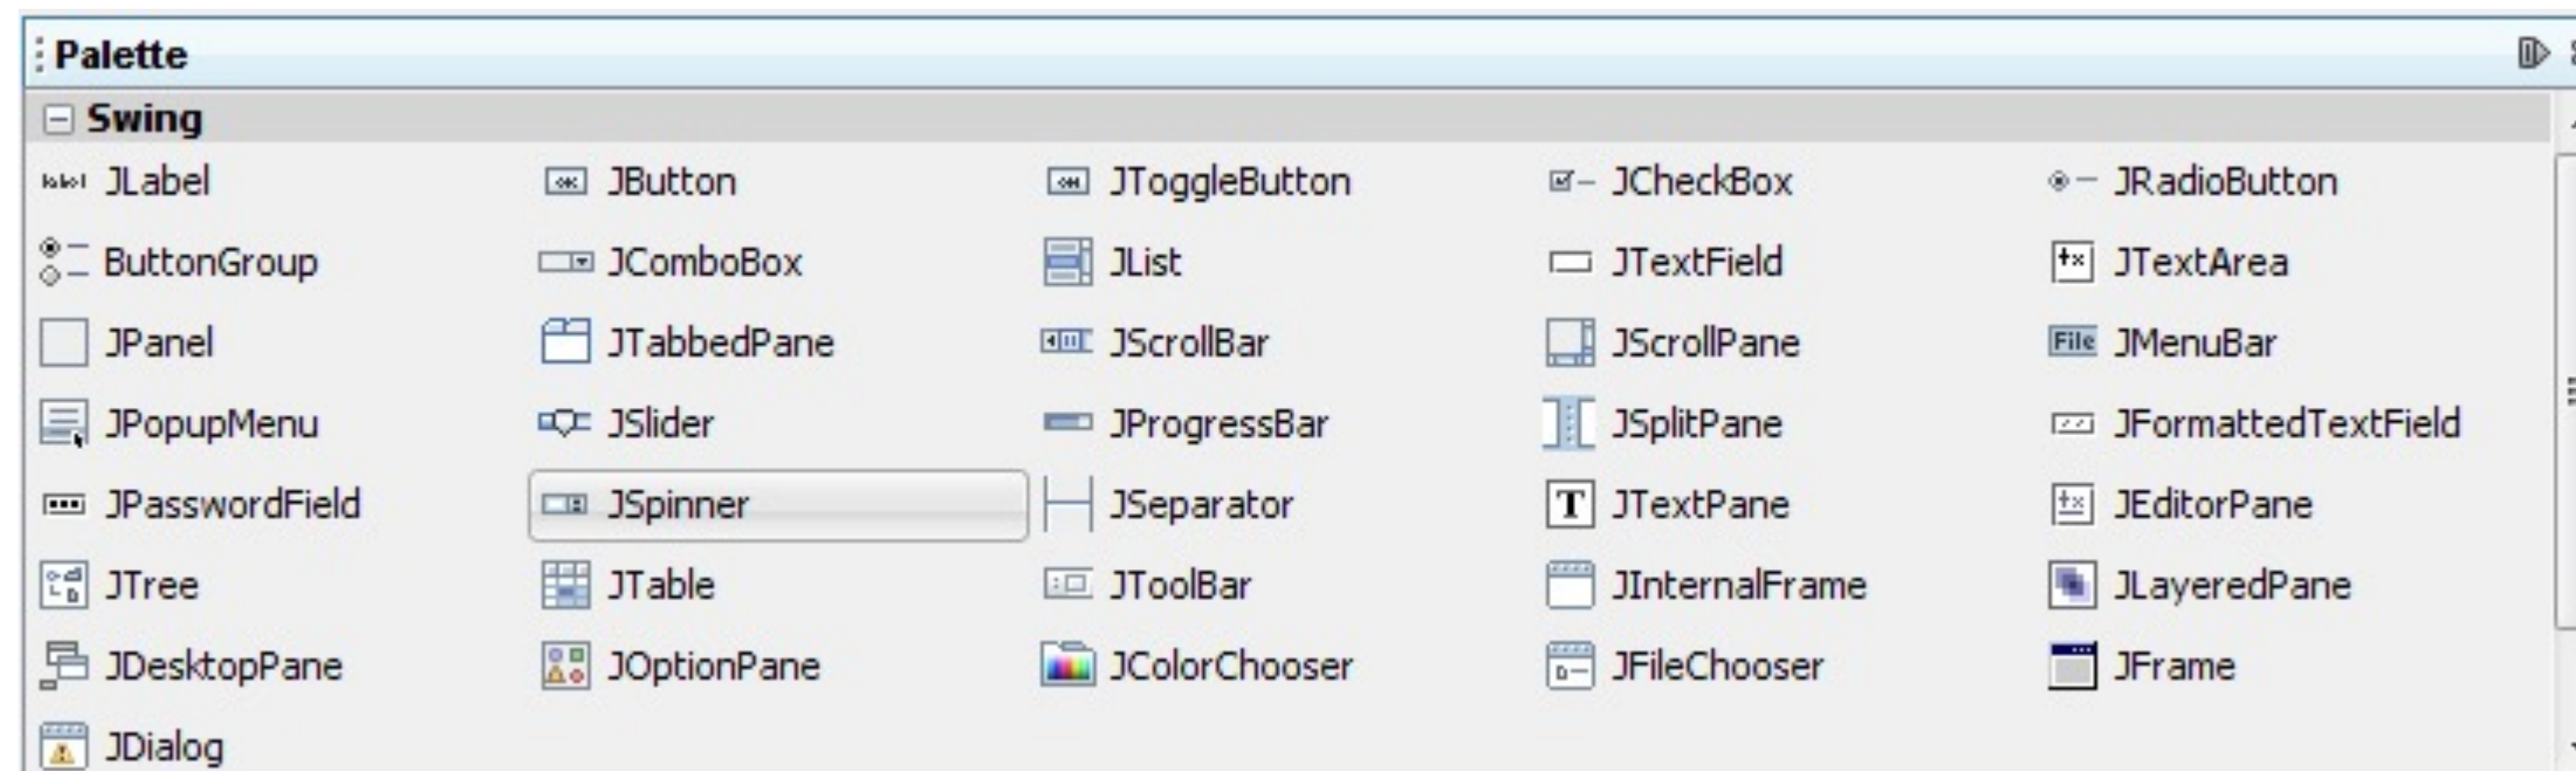 Palette
Swing
JLabel JButton JToggleButton JCheckBox JRadioButton
ButtonGroup JComboBox JList JTextField JTextArea
JPanel JTabbedPane JScrollBar JScrollPane File JMenuBar
JPopupMenu JSlider JProgressBar JSplitPane JFormattedTextField
JPasswordField JSpinner JSeparator T JTextPane JEditorPane
JTree JTable JToolBar JInternalFrame JLayeredPane
JDesktopPane JOptionPane JColorChooser JFileChooser JFrame
JDialog